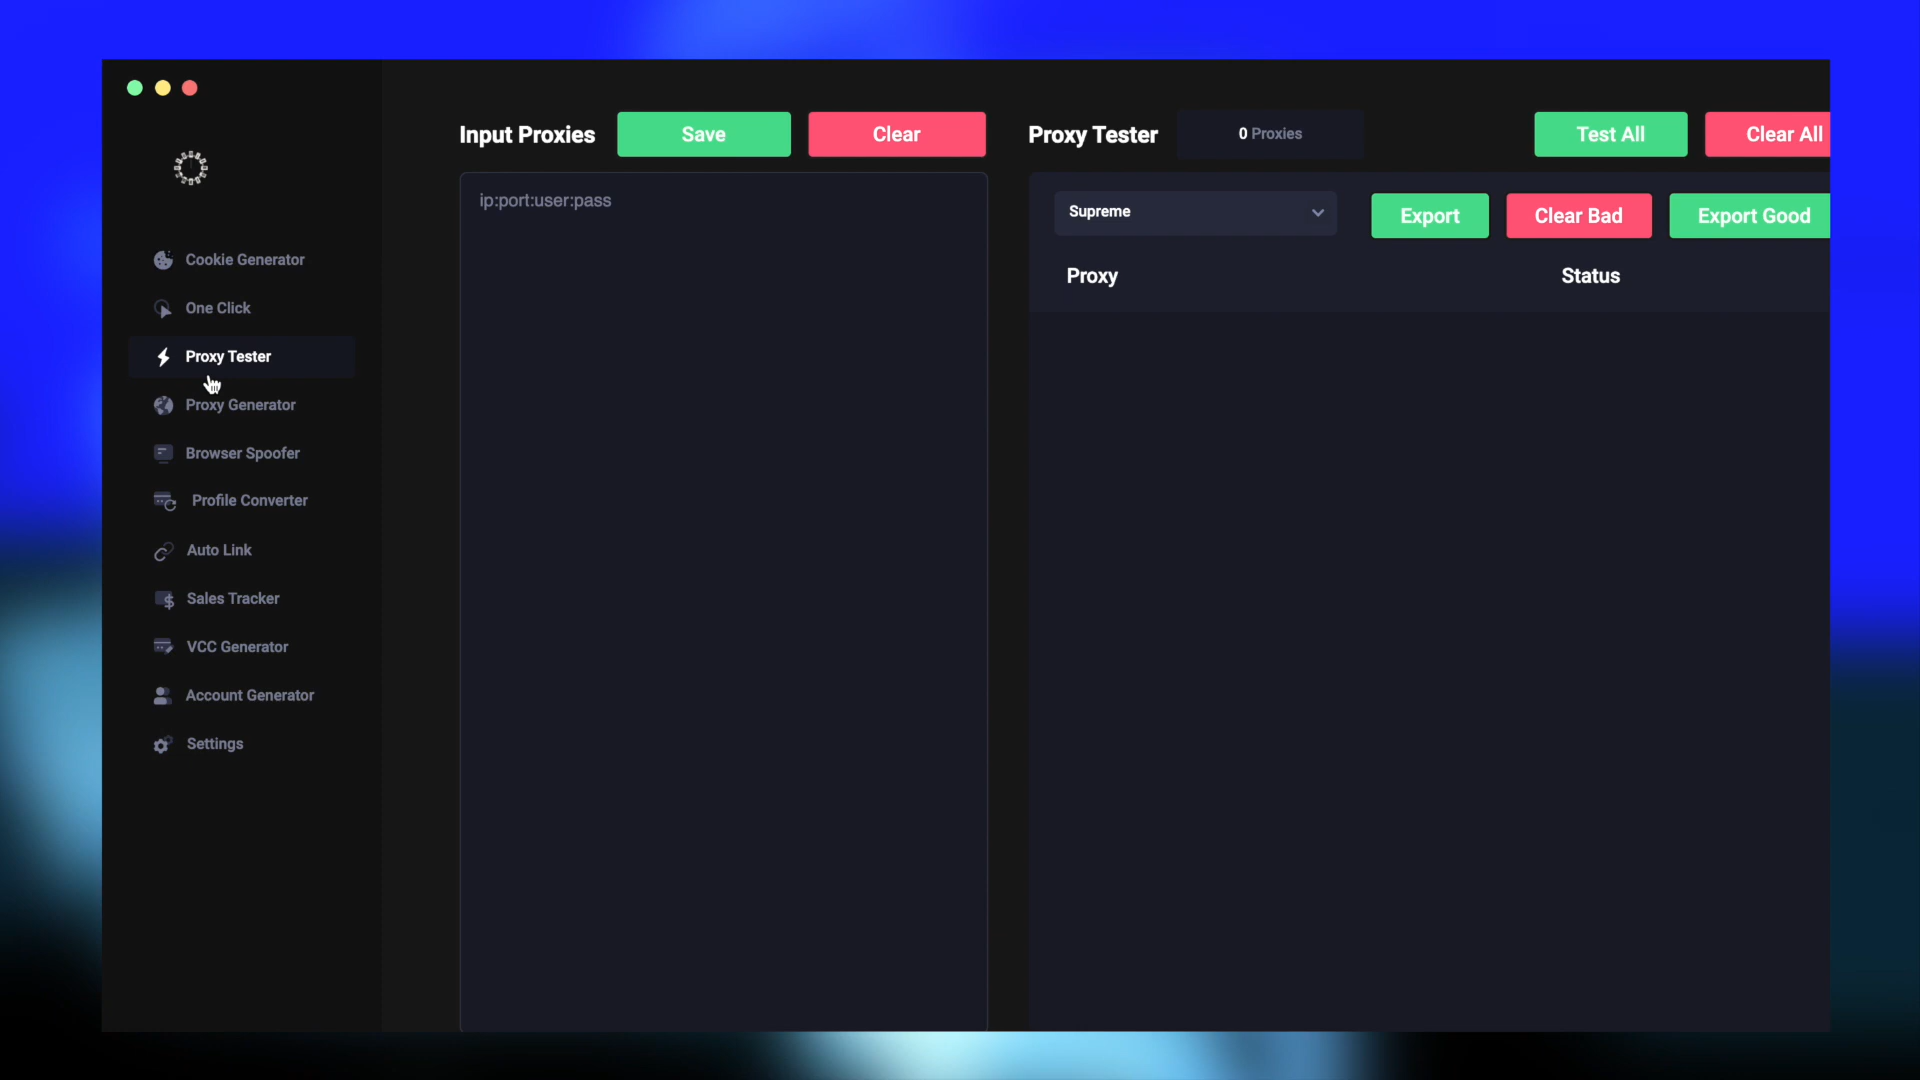 Input Proxies Save Clear Proxy Tester 0 Proxies Test All Clear All
ip:port:user:pass
Supreme Export Clear Bad Export Good
Proxy Status
Cookie Generator
One Click
Proxy Tester
Proxy Generator
Browser Spoofer
Profile Converter
Auto Link
Sales Tracker
VCC Generator
Account Generator
Settings